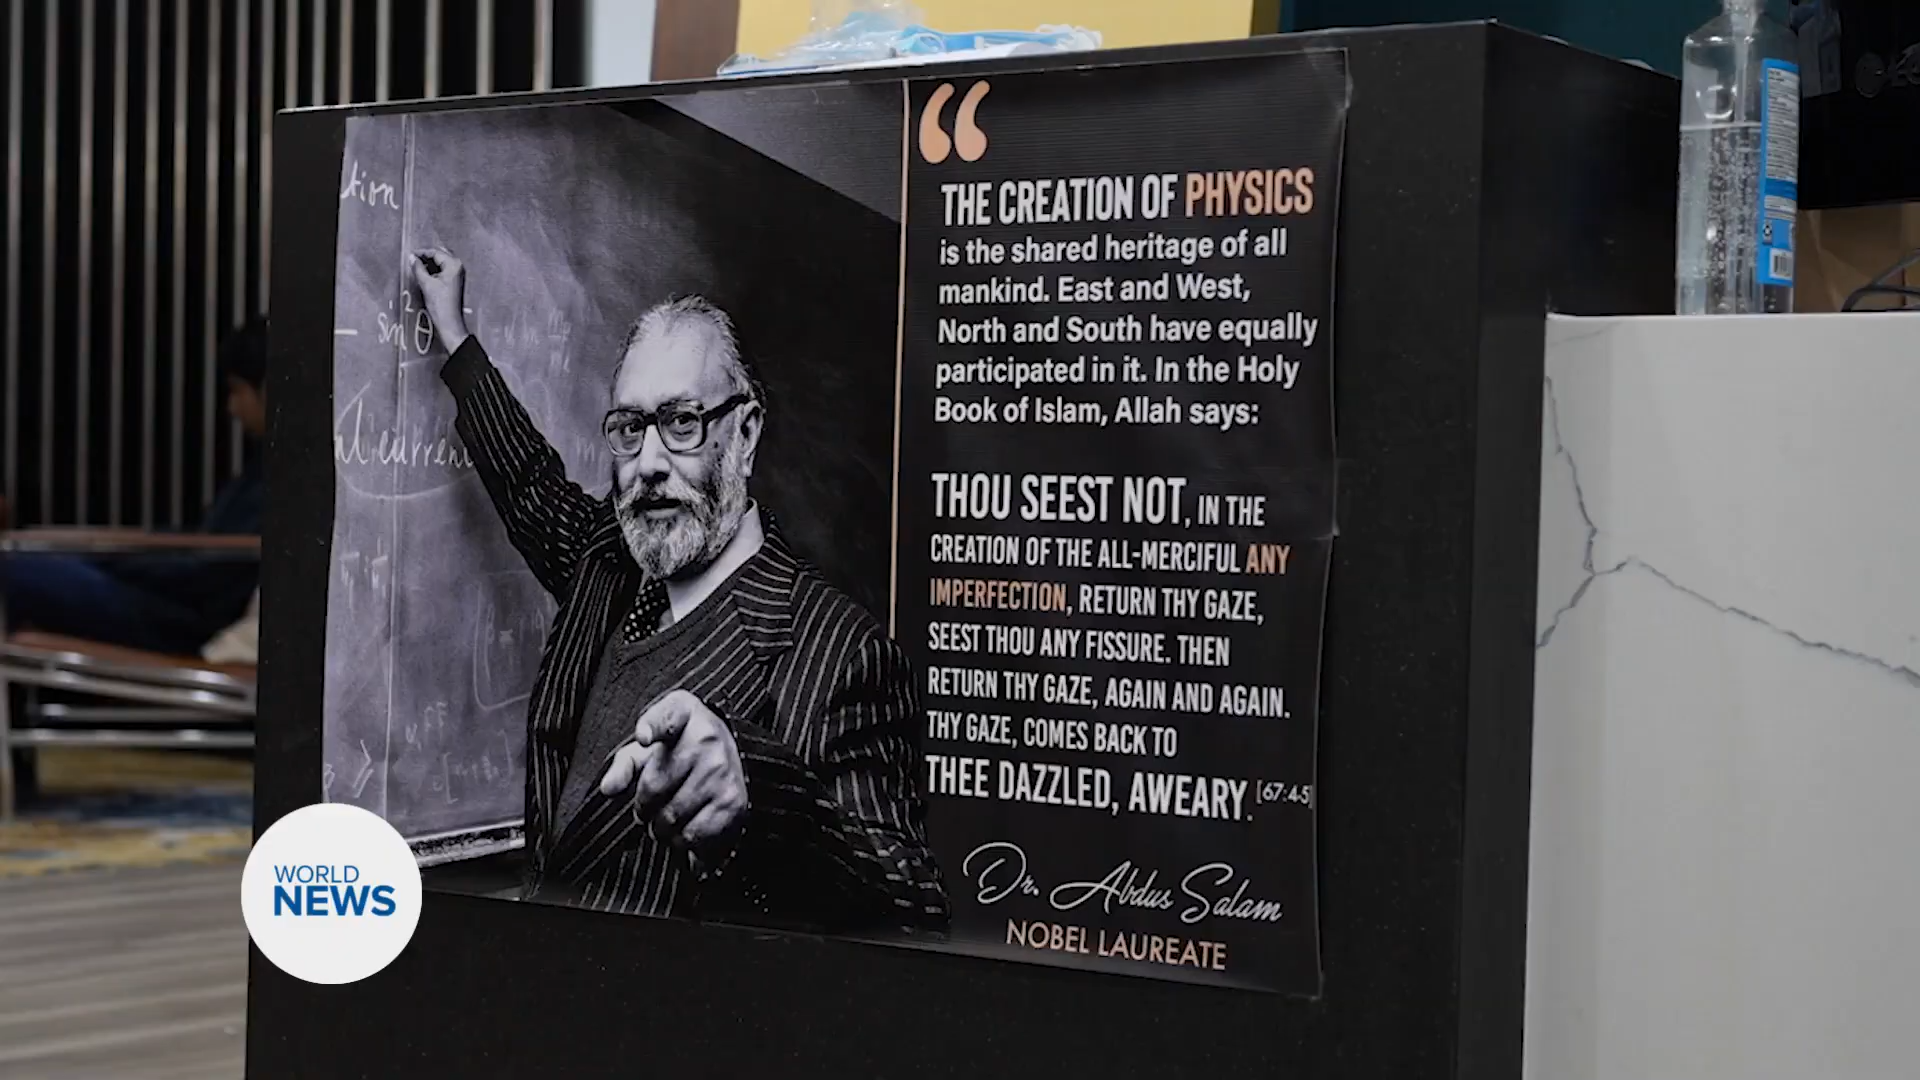 “
THE CREATION OF PHYSICS
is the shared heritage of all
mankind. East and West,
North and South have equally
participated in it. In the Holy
Book of Islam, Allah says:
THOU SEEST NOT, IN THE
CREATION OF THE ALL-MERCIFUL ANY
IMPERFECTION, RETURN THY GAZE,
SEEST THOU ANY FISSURE. THEN
RETURN THY GAZE, AGAIN AND AGAIN.
THY GAZE, COMES BACK TO
THEE DAZZLED, AWEARY. [67:4-5]
Dr. Abdus Salam
NOBEL LAUREATE
tion
sin²θ
current
WORLD
NEWS